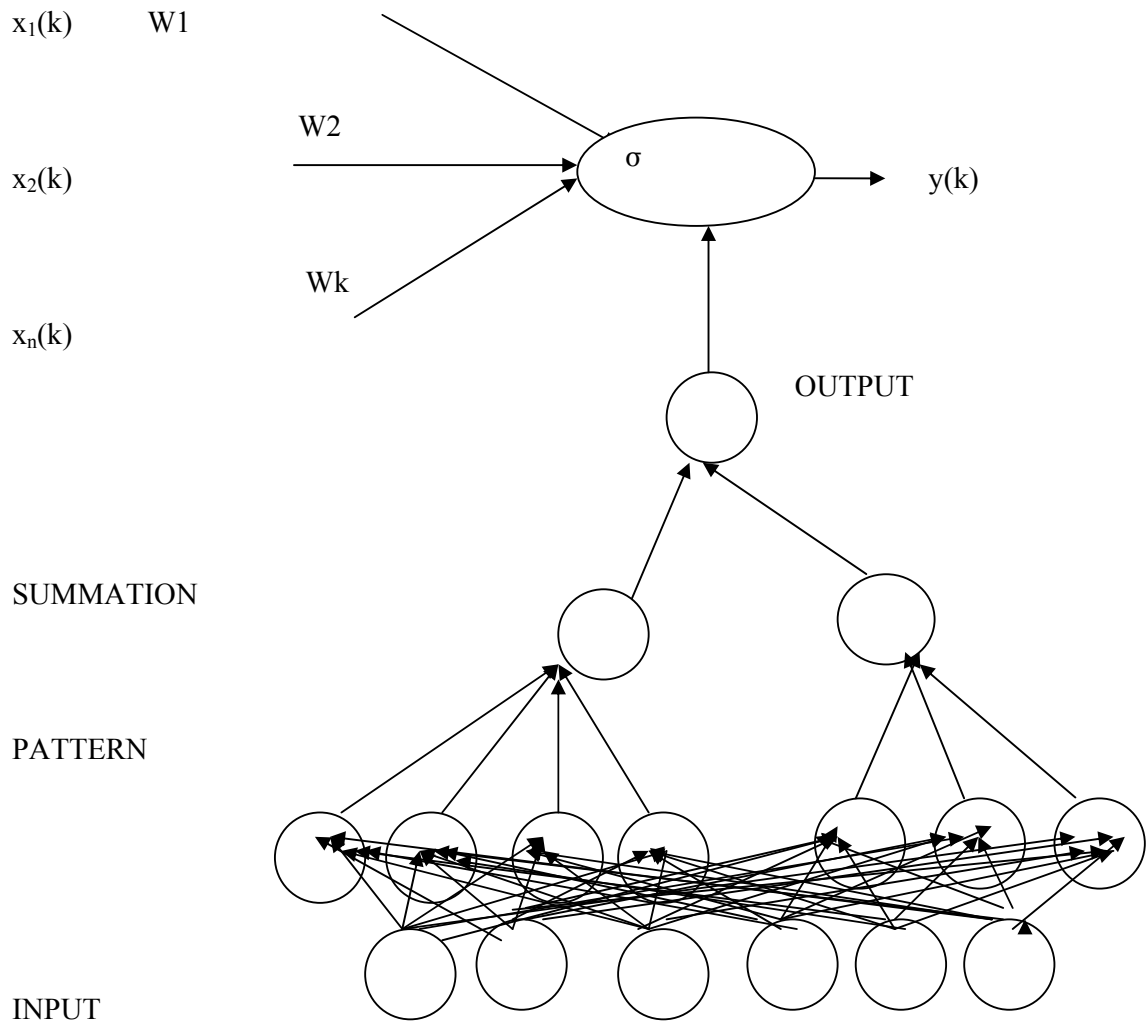 x₁(k) W1
W2
σ
x₂(k) y(k)
Wk
xₙ(k)
OUTPUT
SUMMATION
PATTERN
INPUT